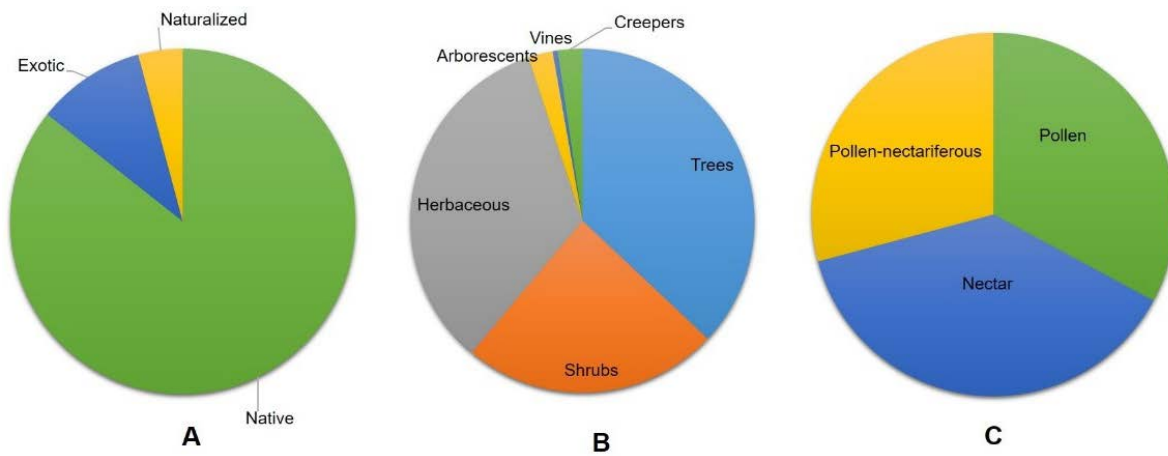 Naturalized
Exotic
Native
A
Creepers
Vines
Arborescents
Trees
Herbaceous
Shrubs
B
Pollen
Pollen-nectariferous
Nectar
C